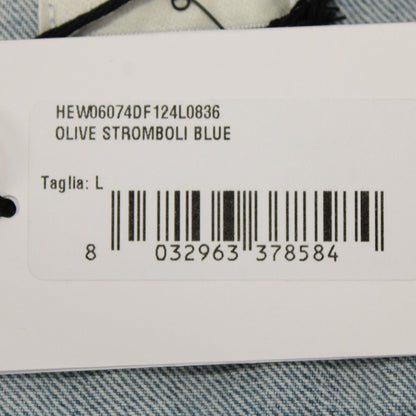 HEW06074DF124L0836
OLIVE STROMBOLI BLUE
Taglia: L
8 032963 378584